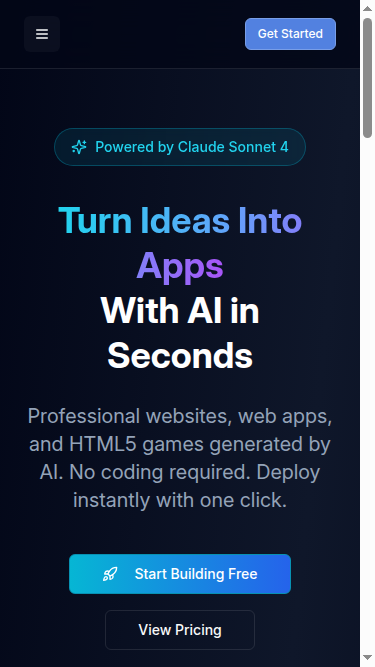 Get Started
Powered by Claude Sonnet 4
Turn Ideas Into
Apps
With AI in
Seconds
Professional websites, web apps,
and HTML5 games generated by
AI. No coding required. Deploy
instantly with one click.
Start Building Free
View Pricing